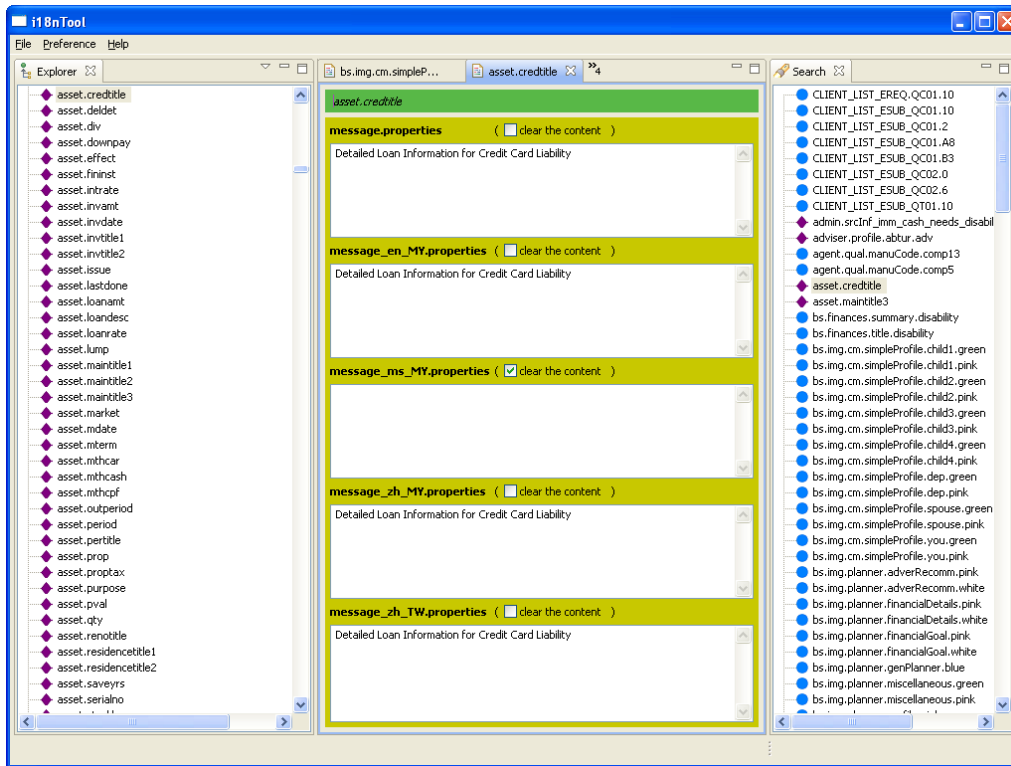 i18nTool
File Preference Help
Explorer
asset.credtitle
asset.deldet
asset.div
asset.downpay
asset.effect
asset.fininst
asset.intrate
asset.invamt
asset.invdate
asset.invtitle1
asset.invtitle2
asset.issue
asset.lastdone
asset.loanamt
asset.loandesc
asset.loanrate
asset.lump
asset.maintitle1
asset.maintitle2
asset.maintitle3
asset.market
asset.mdate
asset.mterm
asset.mthcar
asset.mthcash
asset.mthcpf
asset.outperiod
asset.period
asset.pertitle
asset.prop
asset.proptax
asset.purpose
asset.pval
asset.qty
asset.renotitle
asset.residencetitle1
asset.residencetitle2
asset.saveyrs
asset.serialno
bs.img.cm.simpleP... asset.credtitle »4
\asset.credtitle
message.properties ( clear the content )
Detailed Loan Information for Credit Card Liability
message_en_MY.properties ( clear the content )
Detailed Loan Information for Credit Card Liability
message_ms_MY.properties ( clear the content )
message_zh_MY.properties ( clear the content )
Detailed Loan Information for Credit Card Liability
message_zh_TW.properties ( clear the content )
Detailed Loan Information for Credit Card Liability
Search
CLIENT_LIST_EREQ.QC01.10
CLIENT_LIST_ESUB_QC01.10
CLIENT_LIST_ESUB_QC01.2
CLIENT_LIST_ESUB_QC01.A8
CLIENT_LIST_ESUB_QC01.B3
CLIENT_LIST_ESUB_QC02.0
CLIENT_LIST_ESUB_QC02.6
CLIENT_LIST_ESUB_QT01.10
admin.srcInf_imm_cash_needs_disabil
adviser.profile.abtur.adv
agent.qual.manuCode.comp13
agent.qual.manuCode.comp5
asset.credtitle
asset.maintitle3
bs.finances.summary.disability
bs.finances.title.disability
bs.img.cm.simpleProfile.child1.green
bs.img.cm.simpleProfile.child1.pink
bs.img.cm.simpleProfile.child2.green
bs.img.cm.simpleProfile.child2.pink
bs.img.cm.simpleProfile.child3.green
bs.img.cm.simpleProfile.child3.pink
bs.img.cm.simpleProfile.child4.green
bs.img.cm.simpleProfile.child4.pink
bs.img.cm.simpleProfile.dep.green
bs.img.cm.simpleProfile.dep.pink
bs.img.cm.simpleProfile.spouse.green
bs.img.cm.simpleProfile.spouse.pink
bs.img.cm.simpleProfile.you.green
bs.img.cm.simpleProfile.you.pink
bs.img.planner.adverRecomm.pink
bs.img.planner.adverRecomm.white
bs.img.planner.financialDetails.pink
bs.img.planner.financialDetails.white
bs.img.planner.financialGoal.pink
bs.img.planner.financialGoal.white
bs.img.planner.genPlanner.blue
bs.img.planner.miscellaneous.green
bs.img.planner.miscellaneous.pink